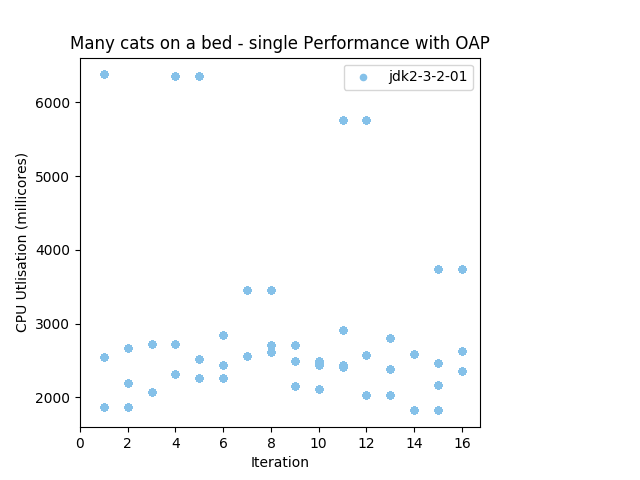 Many cats on a bed - single Performance with OAP
jdk2-3-2-01
6000
5000
4000
3000
2000
CPU Utlisation (millicores)
0 2 4 6 8 10 12 14 16
Iteration